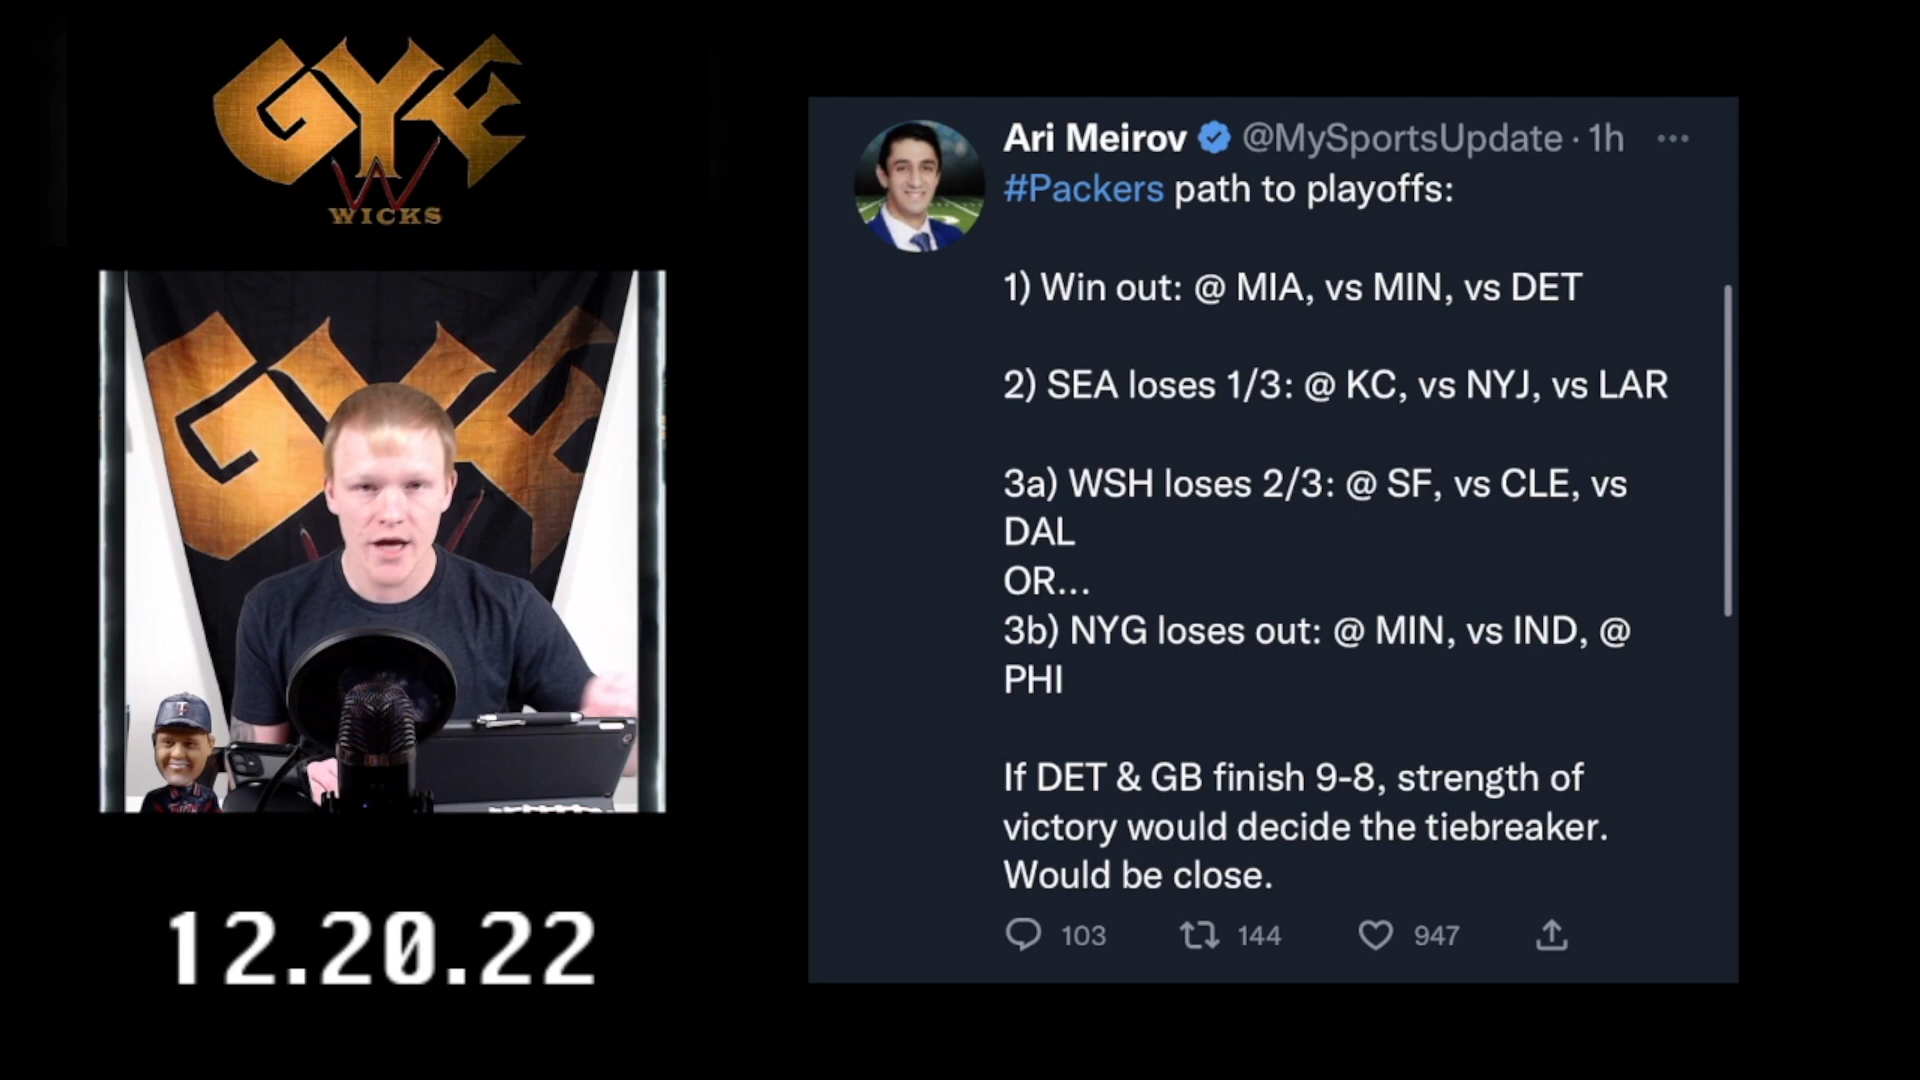 GYE
W
WICKS
12.20.22
Ari Meirov @MySportsUpdate · 1h
#Packers path to playoffs:
1) Win out: @ MIA, vs MIN, vs DET
2) SEA loses 1/3: @ KC, vs NYJ, vs LAR
3a) WSH loses 2/3: @ SF, vs CLE, vs
DAL
OR...
3b) NYG loses out: @ MIN, vs IND, @
PHI
If DET & GB finish 9-8, strength of
victory would decide the tiebreaker.
Would be close.
103 144 947